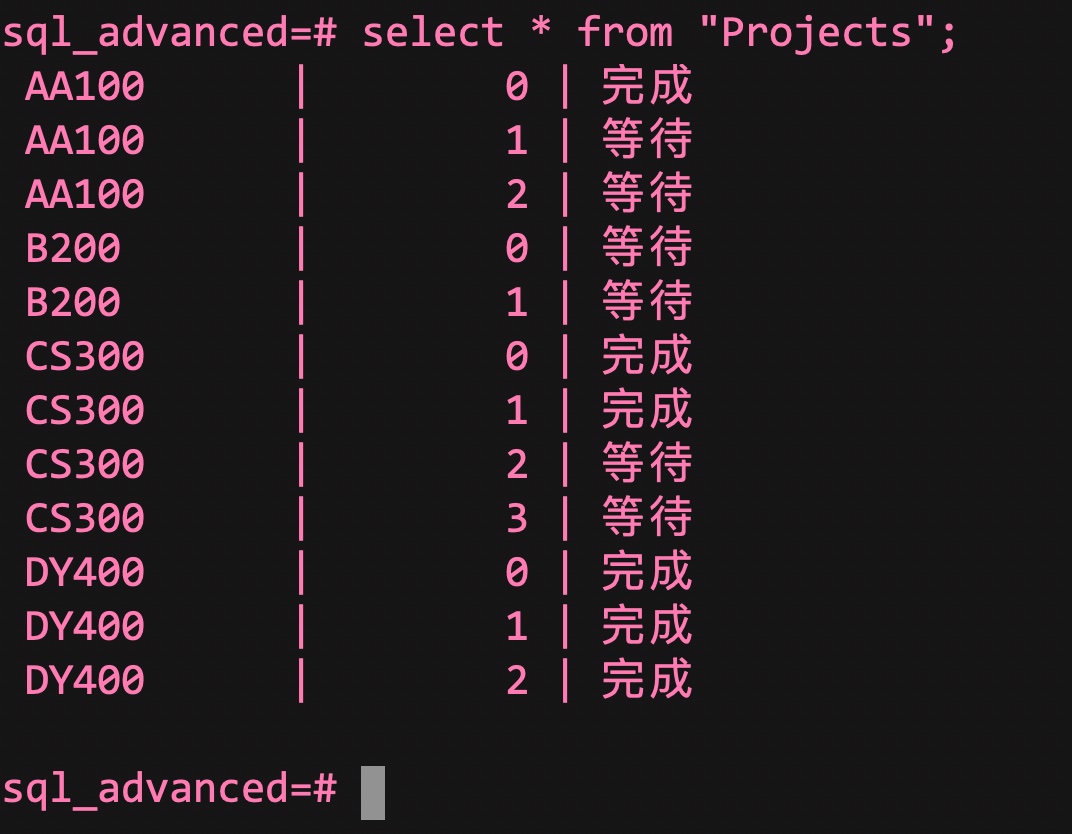 sql_advanced=# select * from "Projects";
AA100 | 0 | 完成
AA100 | 1 | 等待
AA100 | 2 | 等待
B200 | 0 | 等待
B200 | 1 | 等待
CS300 | 0 | 完成
CS300 | 1 | 完成
CS300 | 2 | 等待
CS300 | 3 | 等待
DY400 | 0 | 完成
DY400 | 1 | 完成
DY400 | 2 | 完成
sql_advanced=#